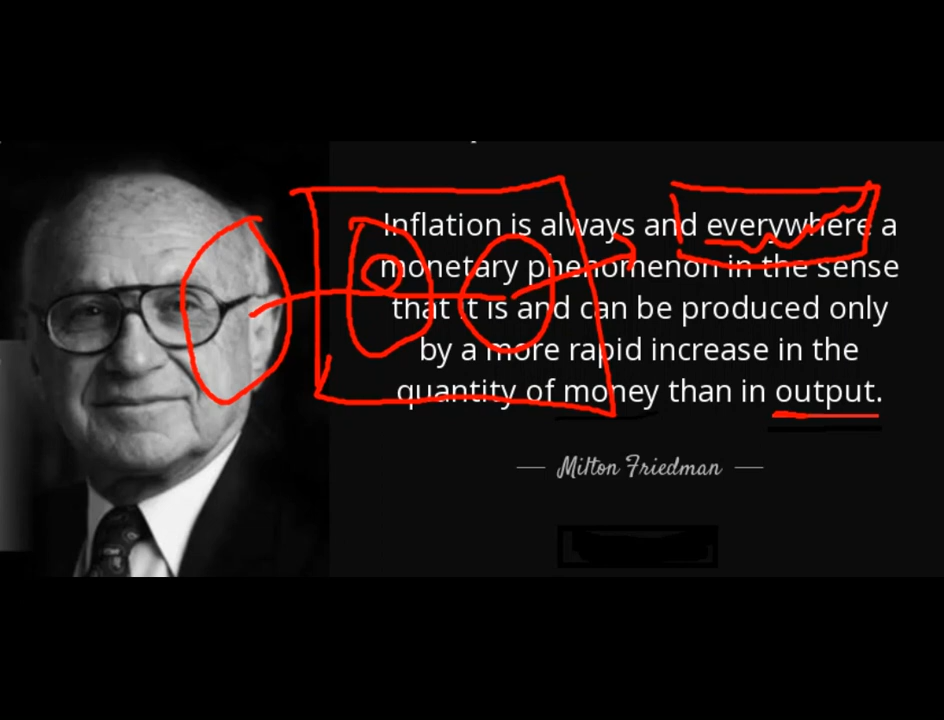 Inflation is always and everywhere a
monetary phenomenon in the sense
that it is and can be produced only
by a more rapid increase in the
quantity of money than in output.
— Milton Friedman —